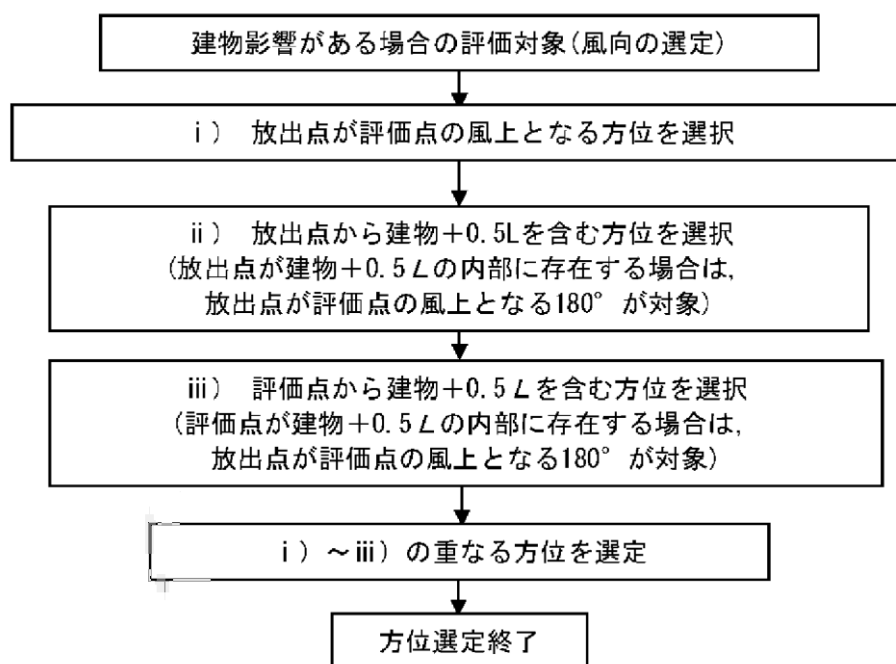 建物影響がある場合の評価対象(風向の選定)
ⅰ） 放出点が評価点の風上となる方位を選択
ⅱ） 放出点から建物＋0.5Lを含む方位を選択
(放出点が建物＋0.5Lの内部に存在する場合は,
放出点が評価点の風上となる180°が対象)
ⅲ） 評価点から建物＋0.5Lを含む方位を選択
(評価点が建物＋0.5Lの内部に存在する場合は,
放出点が評価点の風上となる180°が対象)
ⅰ）～ⅲ）の重なる方位を選定
方位選定終了